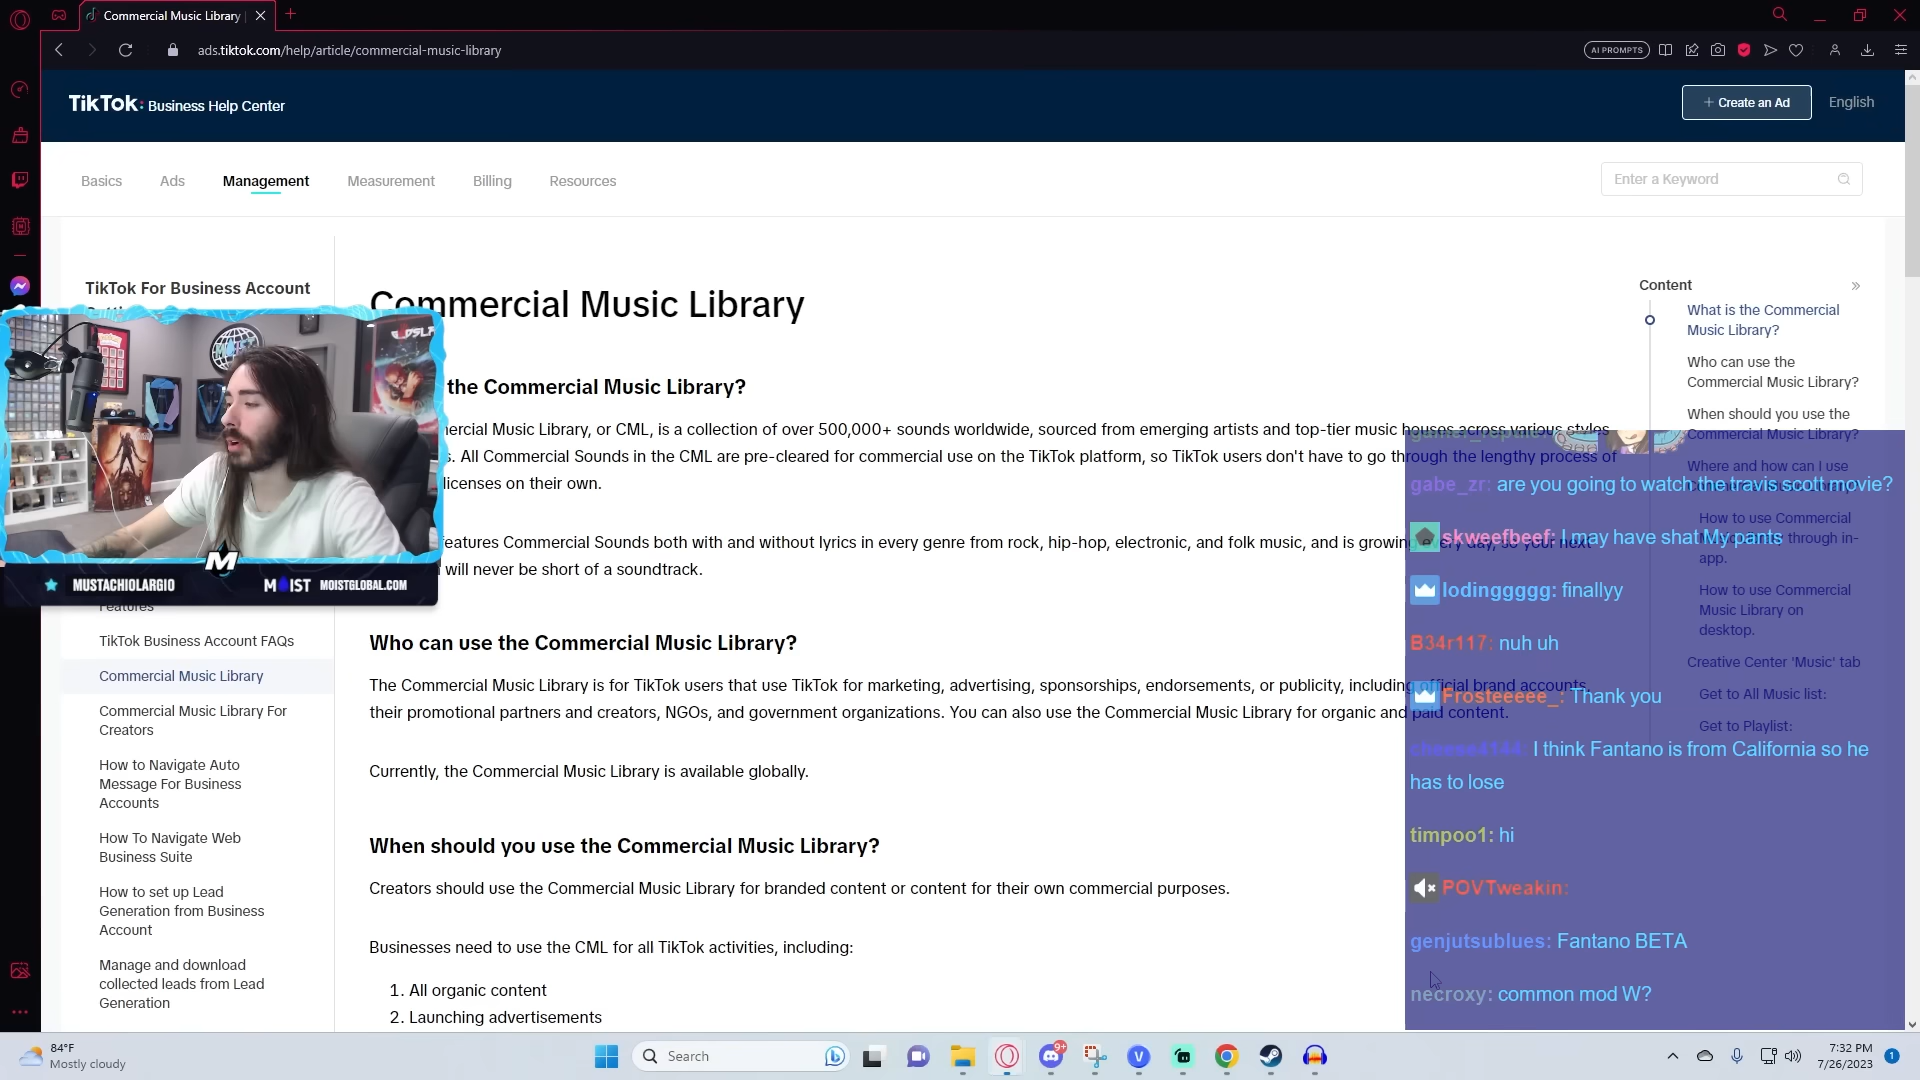 Commercial Music Library
ads.tiktok.com/help/article/commercial-music-library
AI PROMPTS
TikTok: Business Help Center
+ Create an Ad
English
Basics
Ads
Management
Measurement
Billing
Resources
Enter a Keyword
TikTok For Business Account
Features
TikTok Business Account FAQs
Commercial Music Library
Commercial Music Library For
Creators
How to Navigate Auto
Message For Business
Accounts
How To Navigate Web
Business Suite
How to set up Lead
Generation from Business
Account
Manage and download
collected leads from Lead
Generation
MUSTACHIOLARGIO
MOIST
MOISTGLOBAL.COM
Commercial Music Library
the Commercial Music Library?
ercial Music Library, or CML, is a collection of over 500,000+ sounds worldwide, sourced from emerging artists and top-tier music houses across various styles
s. All Commercial Sounds in the CML are pre-cleared for commercial use on the TikTok platform, so TikTok users don't have to go through the lengthy process of
licenses on their own.
features Commercial Sounds both with and without lyrics in every genre from rock, hip-hop, electronic, and folk music, and is growing every day, so your next
will never be short of a soundtrack.
Who can use the Commercial Music Library?
The Commercial Music Library is for TikTok users that use TikTok for marketing, advertising, sponsorships, endorsements, or publicity, including official brand accounts,
their promotional partners and creators, NGOs, and government organizations. You can also use the Commercial Music Library for organic and paid content.
Currently, the Commercial Music Library is available globally.
When should you use the Commercial Music Library?
Creators should use the Commercial Music Library for branded content or content for their own commercial purposes.
Businesses need to use the CML for all TikTok activities, including:
1. All organic content
2. Launching advertisements
Content
What is the Commercial
Music Library?
Who can use the
Commercial Music Library?
When should you use the
Commercial Music Library?
Where and how can I use
How to use Commercial
through in-
app.
How to use Commercial
Music Library on
desktop.
Creative Center 'Music' tab
Get to All Music list:
Get to Playlist:
gabe_zr: are you going to watch the travis scott movie?
skweefbeef: I may have shat My pants
lodinggggg: finallyy
B34r117: nuh uh
Frosteeeee_: Thank you
I think Fantano is from California so he
has to lose
timpoo1: hi
POVTweakin:
genjutsublues: Fantano BETA
necroxy: common mod W?
84°F
Mostly cloudy
Search
9+
7:32 PM
7/26/2023
1